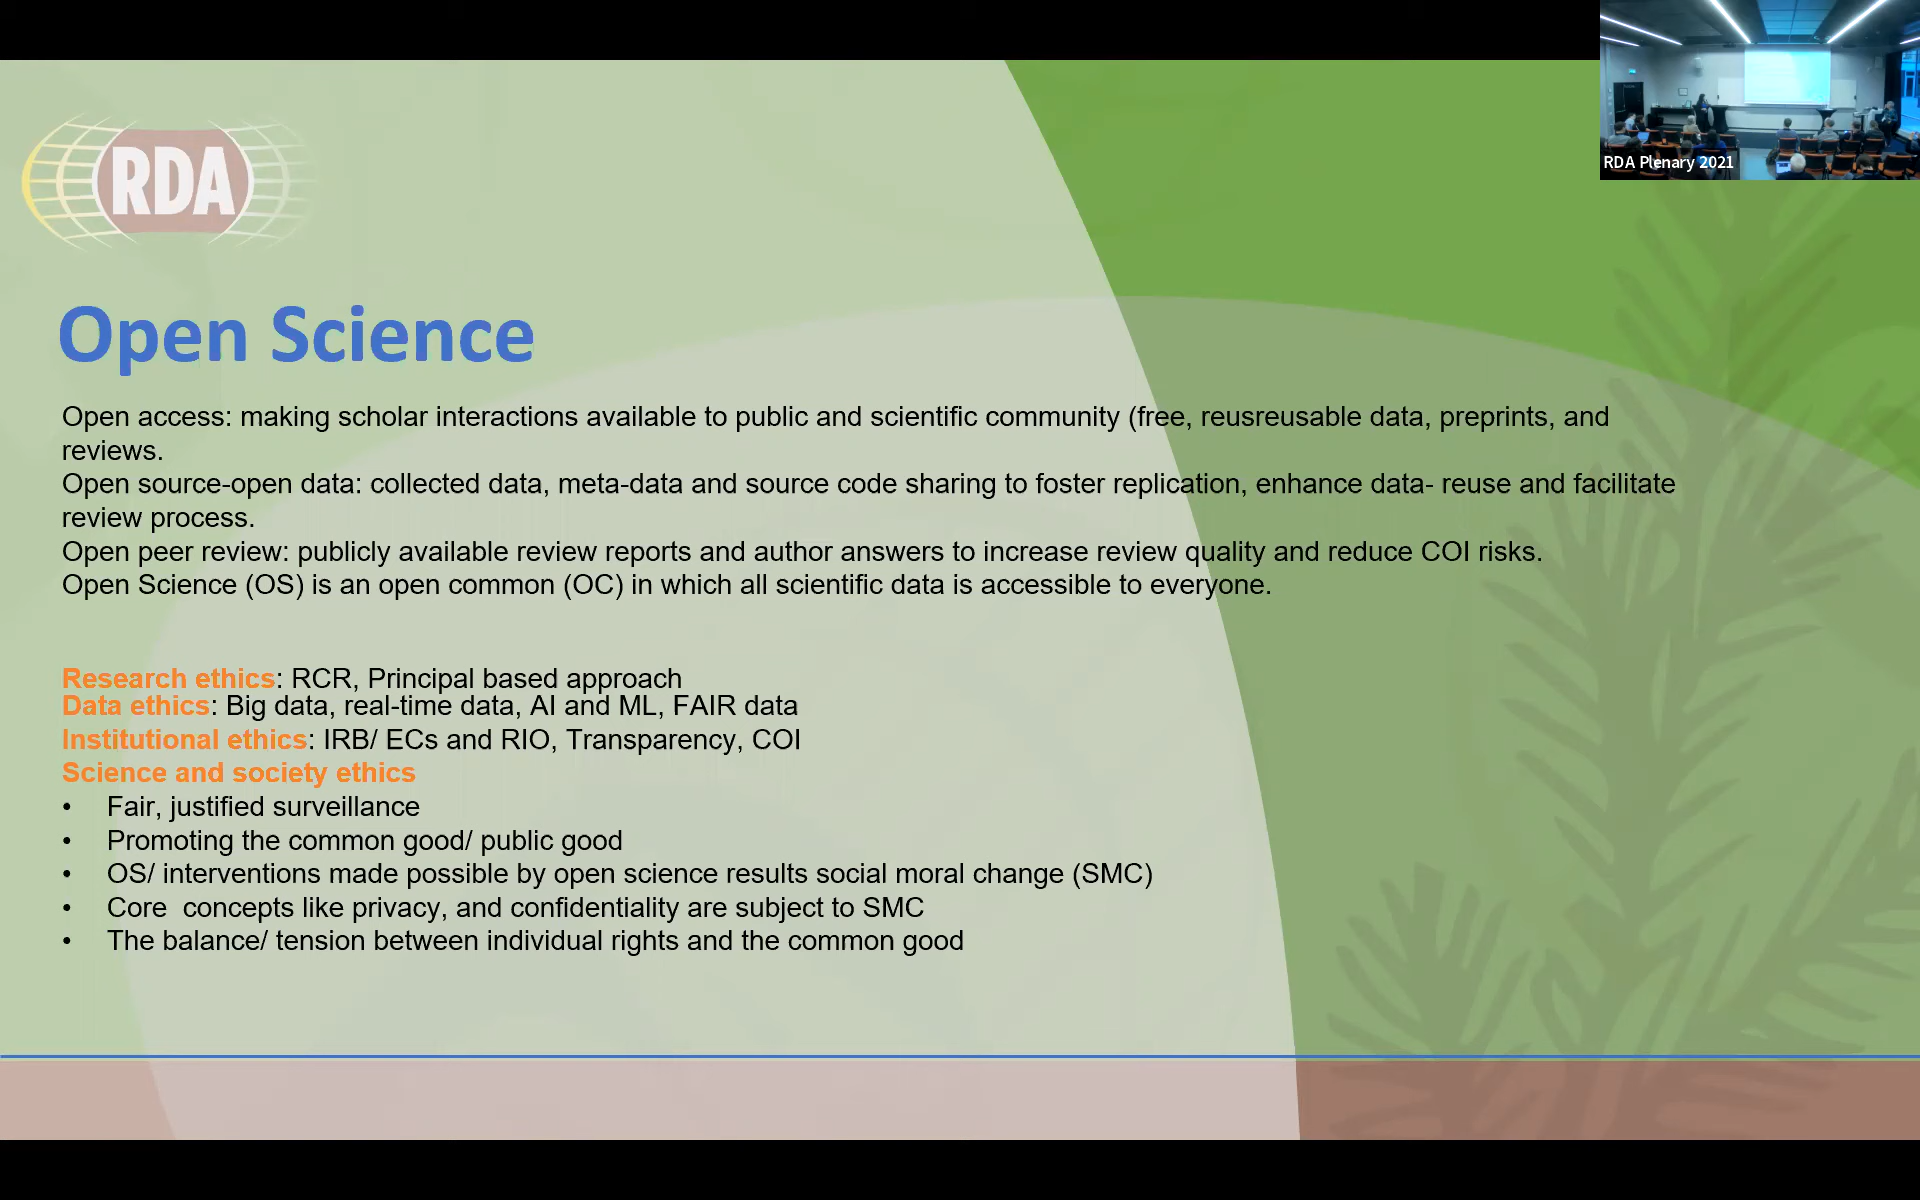 RDA Plenary 2021
RDA
Open Science
Open access: making scholar interactions available to public and scientific community (free, reusreusable data, preprints, and
reviews.
Open source-open data: collected data, meta-data and source code sharing to foster replication, enhance data- reuse and facilitate
review process.
Open peer review: publicly available review reports and author answers to increase review quality and reduce COI risks.
Open Science (OS) is an open common (OC) in which all scientific data is accessible to everyone.
Research ethics: RCR, Principal based approach
Data ethics: Big data, real-time data, AI and ML, FAIR data
Institutional ethics: IRB/ ECs and RIO, Transparency, COI
Science and society ethics
• Fair, justified surveillance
• Promoting the common good/ public good
• OS/ interventions made possible by open science results social moral change (SMC)
• Core  concepts like privacy, and confidentiality are subject to SMC
• The balance/ tension between individual rights and the common good